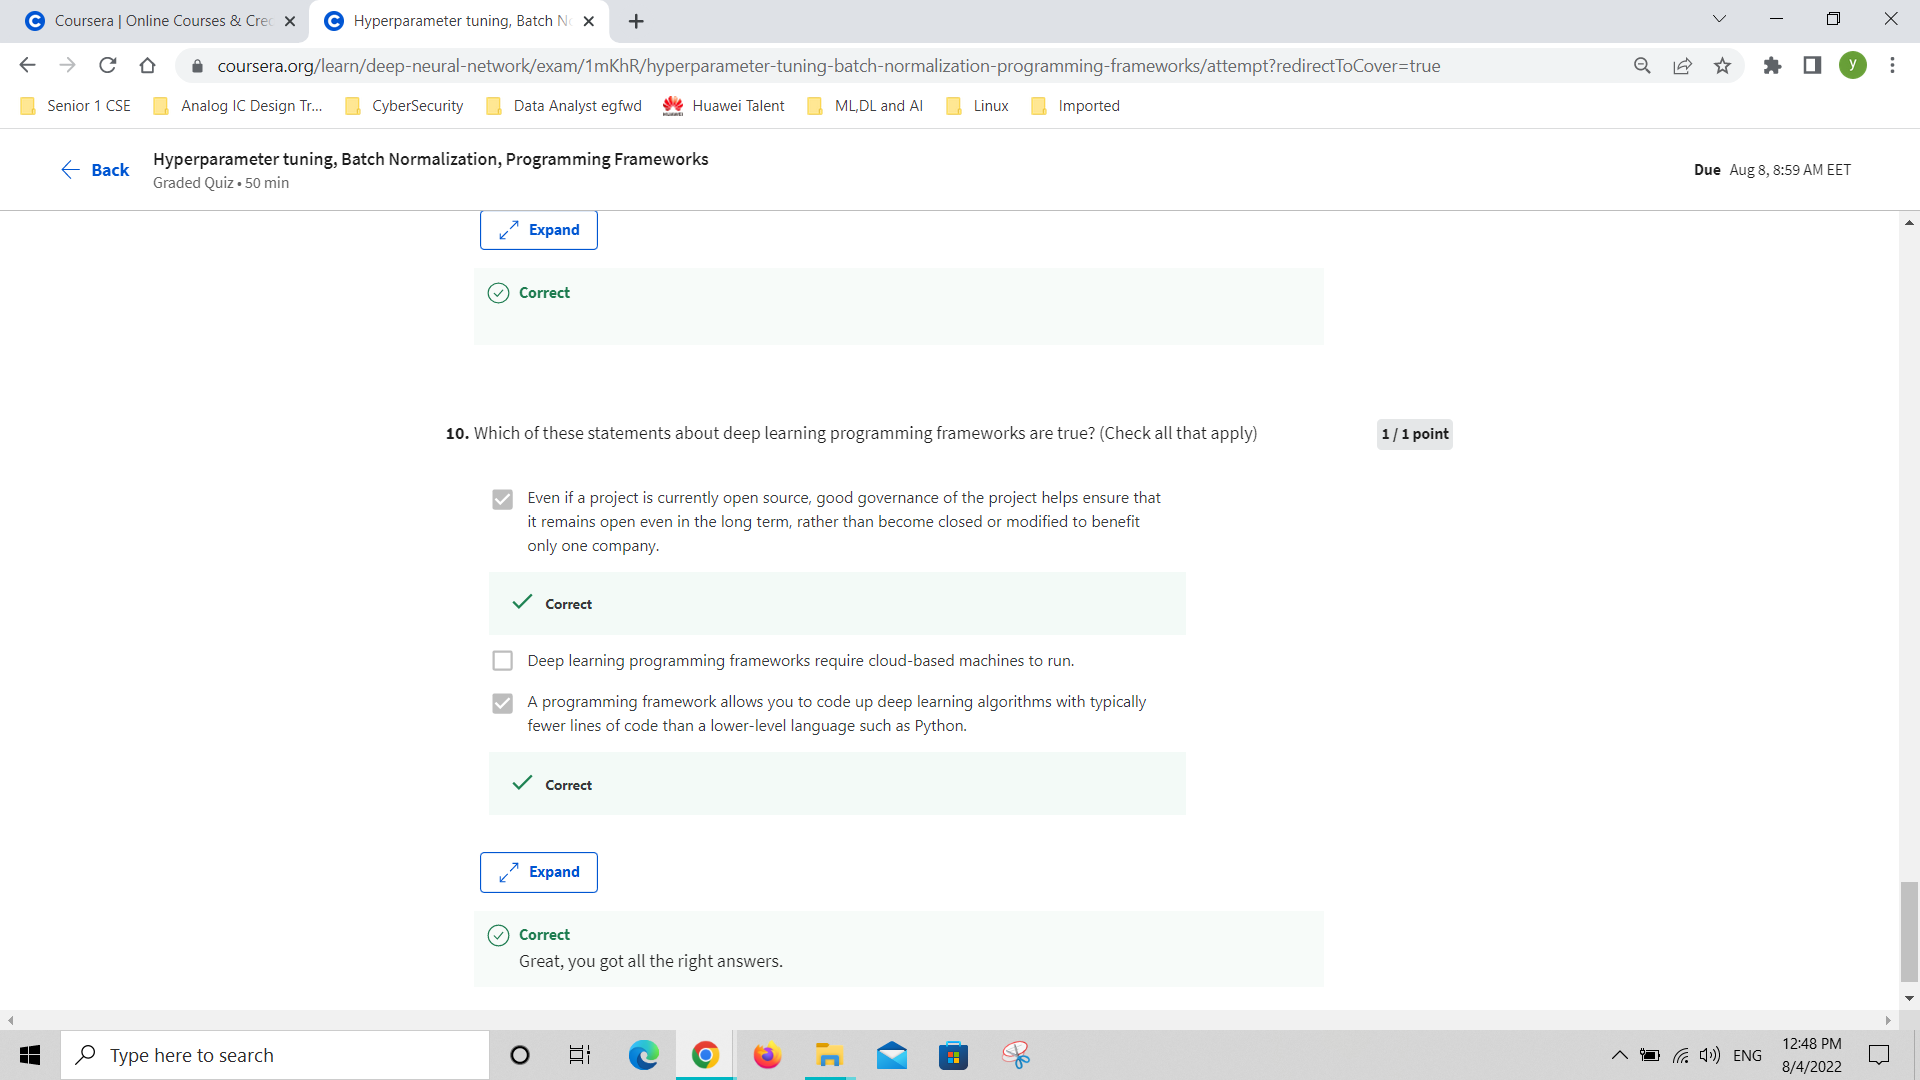 Coursera | Online Courses & Cre
Hyperparameter tuning, Batch N
coursera.org/learn/deep-neural-network/exam/1mKhR/hyperparameter-tuning-batch-normalization-programming-frameworks/attempt?redirectToCover=true
y
Senior 1 CSE
Analog IC Design Tr...
CyberSecurity
Data Analyst egfwd
Huawei Talent
ML,DL and AI
Linux
Imported
Back
Hyperparameter tuning, Batch Normalization, Programming Frameworks
Graded Quiz • 50 min
Due Aug 8, 8:59 AM EET
Expand
Correct
10. Which of these statements about deep learning programming frameworks are true? (Check all that apply)
1 / 1 point
Even if a project is currently open source, good governance of the project helps ensure that
it remains open even in the long term, rather than become closed or modified to benefit
only one company.
Correct
Deep learning programming frameworks require cloud-based machines to run.
A programming framework allows you to code up deep learning algorithms with typically
fewer lines of code than a lower-level language such as Python.
Correct
Expand
Correct
Great, you got all the right answers.
Type here to search
ENG
12:48 PM
8/4/2022